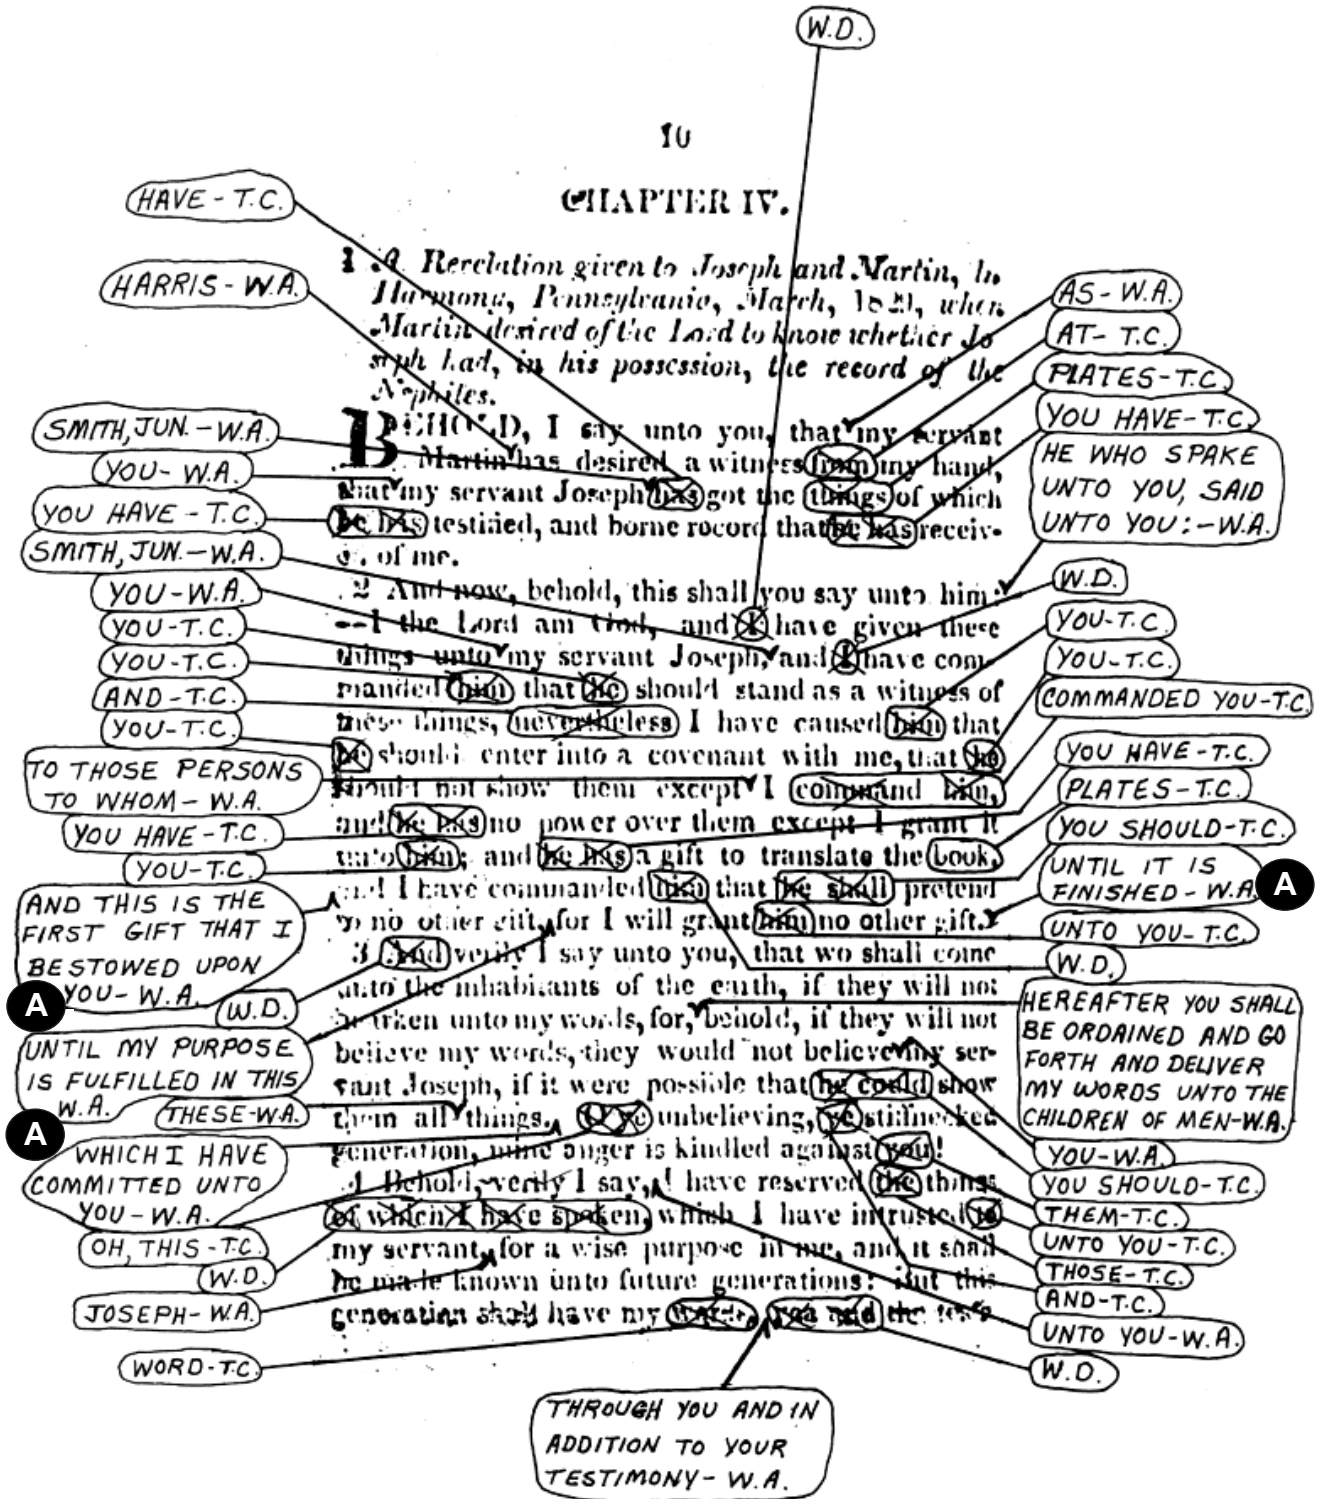 W.D.
10
CHAPTER IV.
HAVE - T.C.
HARRIS - W.A.
SMITH, JUN. - W.A.
YOU - W.A.
YOU HAVE - T.C.
SMITH, JUN. - W.A.
YOU - W.A.
YOU - T.C.
YOU - T.C.
AND - T.C.
YOU - T.C.
TO THOSE PERSONS
TO WHOM - W.A.
YOU HAVE - T.C.
YOU - T.C.
AND THIS IS THE
FIRST GIFT THAT I
BESTOWED UPON
YOU - W.A.
A
W.D.
UNTIL MY PURPOSE
IS FULFILLED IN THIS
W.A.
A
THESE - W.A.
WHICH I HAVE
COMMITTED UNTO
YOU - W.A.
OH, THIS - T.C.
W.D.
JOSEPH - W.A.
WORD - T.C.
1 A Revelation given to Joseph and Martin, in
Harmony, Pennsylvania, March, 1829, when
Martin desired of the Lord to know whether Jo
seph had, in his possession, the record of the
Nephites.
BEHOLD, I say unto you, that my servant
Martin has desired a witness from my hand,
that my servant Joseph has got the things of which
he has testified, and borne rocord that he has receiv-
of me.
2 And now, behold, this shall you say unto him:
--I the Lord am God, and I have given these
things unto my servant Joseph, and I have com-
manded him that he should stand as a witness of
these things, nevertheless I have caused him that
he should enter into a covenant with me, that he
should not show them except I command him,
and he has no power over them except I grant it
unto him; and he has a gift to translate the book,
and I have commanded him that he shall pretend
to no other gift, for I will grant him no other gift.
3 And verily I say unto you, that wo shall come
unto the inhabitants of the earth, if they will not
hearken unto my words, for, behold, if they will not
believe my words, they would not believe my ser-
vant Joseph, if it were possible that he could show
them all things. O ye unbelieving, ye stiffnecked
generation, mine anger is kindled against you!
4 Behold, verily I say, I have reserved the things
of which I have spoken, which I have intrusted to
my servant, for a wise purpose in me, and it shall
be made known unto future generations: But this
generation shall have my words, yea and the tes
AS - W.A.
AT - T.C.
PLATES - T.C.
YOU HAVE - T.C.
HE WHO SPAKE
UNTO YOU, SAID
UNTO YOU: - W.A.
W.D.
YOU - T.C.
YOU - T.C.
COMMANDED YOU - T.C.
YOU HAVE - T.C.
PLATES - T.C.
YOU SHOULD - T.C.
UNTIL IT IS
FINISHED - W.A.
A
UNTO YOU - T.C.
W.D.
HEREAFTER YOU SHALL
BE ORDAINED AND GO
FORTH AND DELIVER
MY WORDS UNTO THE
CHILDREN OF MEN - W.A.
YOU - W.A.
YOU SHOULD - T.C.
THEM - T.C.
UNTO YOU - T.C.
THOSE - T.C.
AND - T.C.
UNTO YOU - W.A.
W.D.
THROUGH YOU AND IN
ADDITION TO YOUR
TESTIMONY - W.A.